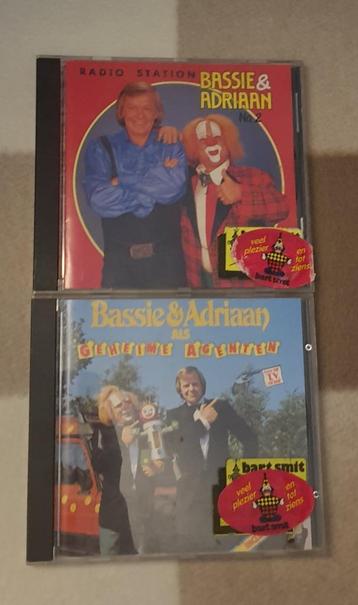 RADIO STATION
BASSIE &
ADRIAAN
No. 2
veel
plezier
en
tot
ziens
bart smit
Bassie & Adriaan
ALS
GEHEIME AGENTEN
TV
bart smit
veel
plezier
en
tot
ziens
bart smit